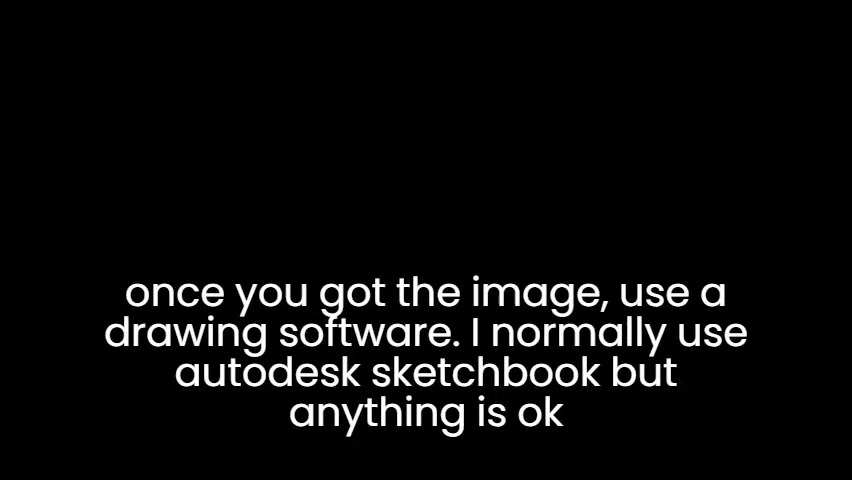 once you got the image, use a
drawing software. I normally use
autodesk sketchbook but
anything is ok